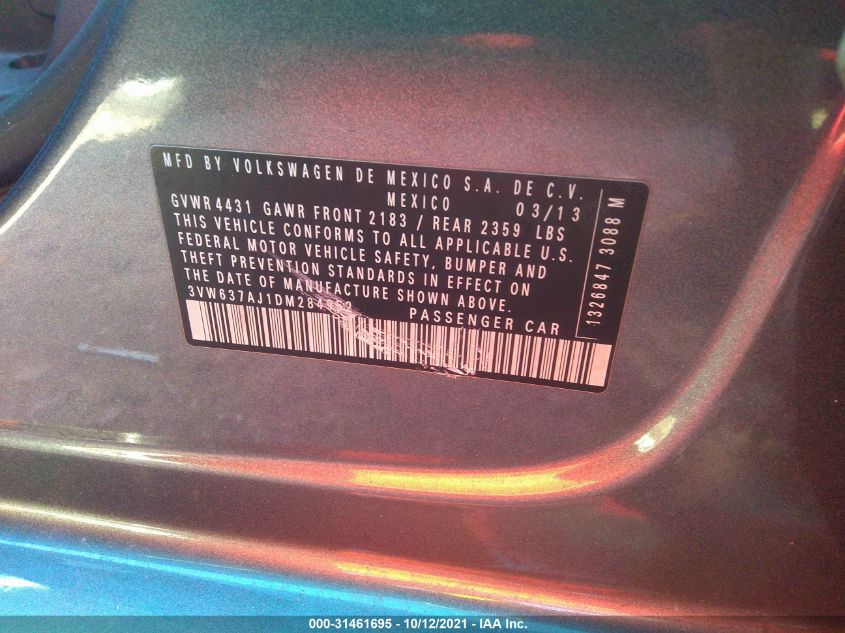 MFD BY VOLKSWAGEN DE MEXICO S.A. DE C.V.
MEXICO 03/13
GVWR 4431 GAWR FRONT 2183 / REAR 2359 LBS
THIS VEHICLE CONFORMS TO ALL APPLICABLE U.S.
FEDERAL MOTOR VEHICLE SAFETY, BUMPER AND
THEFT PREVENTION STANDARDS IN EFFECT ON
THE DATE OF MANUFACTURE SHOWN ABOVE.
PASSENGER CAR
1326847 3088 M
000-31461695 - 10/12/2021 - IAA Inc.